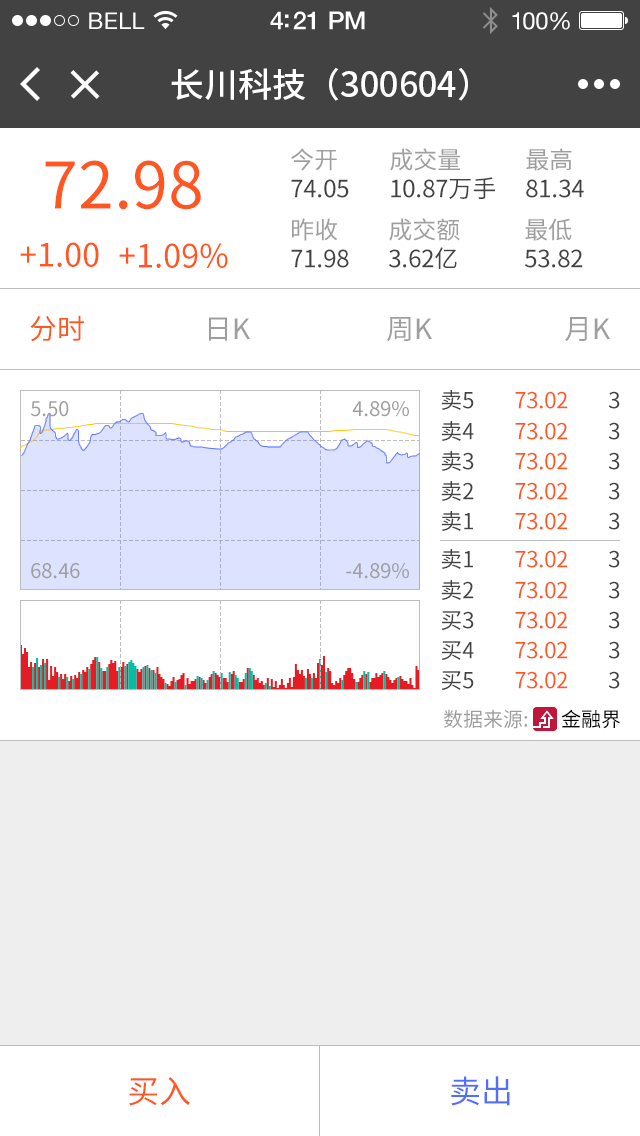 BELL 4:21 PM 100%
长川科技（300604）
72.98
+1.00 +1.09%
今开 成交量 最高
74.05 10.87万手 81.34
昨收 成交额 最低
71.98 3.62亿 53.82
分时 日K 周K 月K
5.50 4.89%
68.46 -4.89%
卖5 73.02 3
卖4 73.02 3
卖3 73.02 3
卖2 73.02 3
卖1 73.02 3
卖1 73.02 3
卖2 73.02 3
买3 73.02 3
买4 73.02 3
买5 73.02 3
数据来源: 金融界
买入 卖出